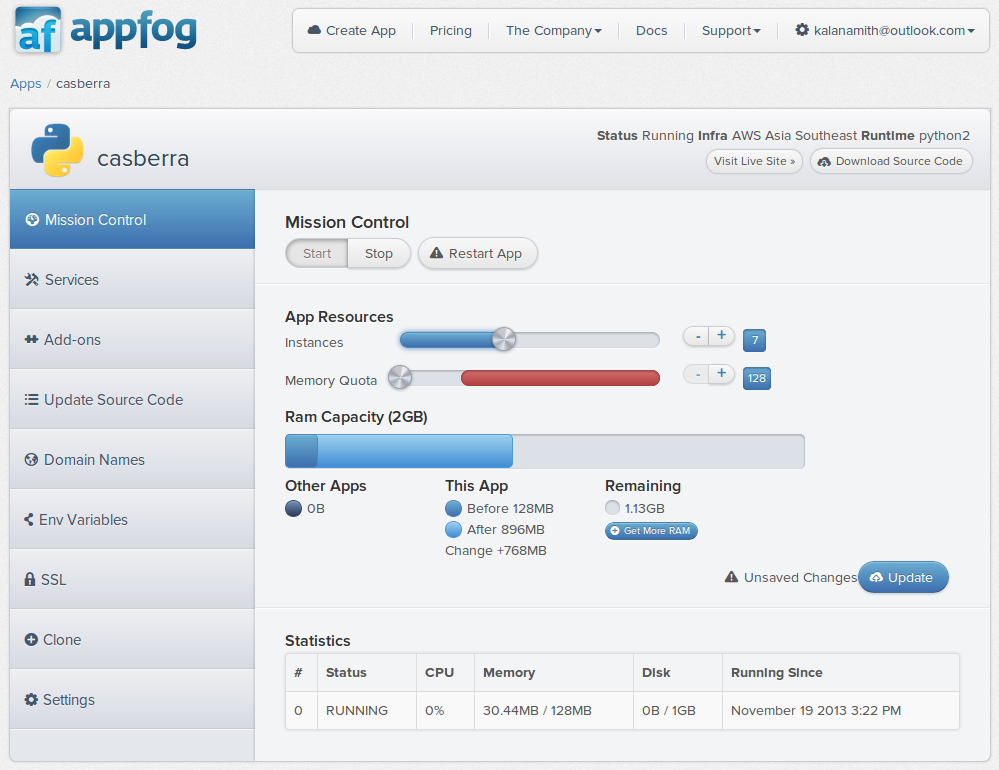 af appfog
Create App Pricing The Company Docs Support kalanamith@outlook.com
Apps / casberra
casberra
Status Running Infra AWS Asia Southeast Runtime python2
Visit Live Site » Download Source Code
Mission Control
Services
Add-ons
Update Source Code
Domain Names
Env Variables
SSL
Clone
Settings
Mission Control
Start Stop Restart App
App Resources
Instances - + 7
Memory Quota - + 128
Ram Capacity (2GB)
Other Apps This App Remaining
0B Before 128MB 1.13GB
After 896MB Get More RAM
Change +768MB
Unsaved Changes Update
Statistics
# Status CPU Memory Disk Running Since
0 RUNNING 0% 30.44MB / 128MB 0B / 1GB November 19 2013 3:22 PM